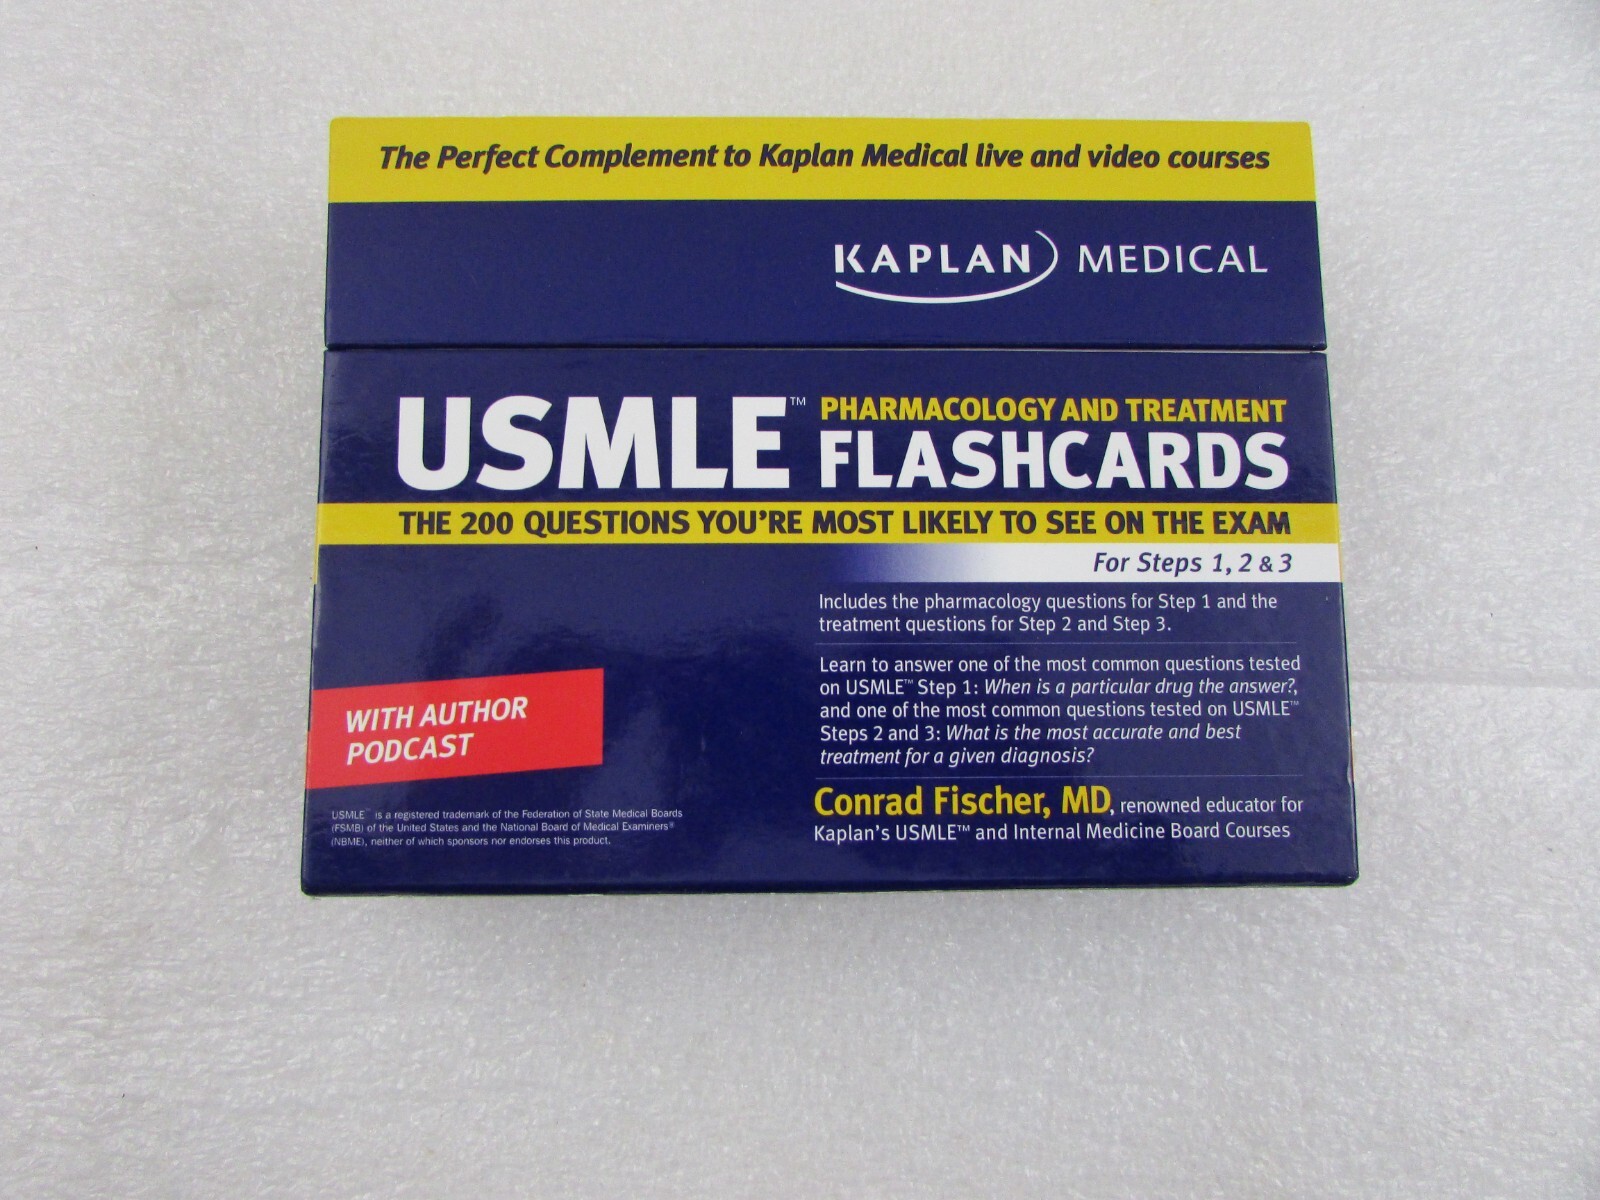 The Perfect Complement to Kaplan Medical live and video courses
KAPLAN MEDICAL
USMLE™ PHARMACOLOGY AND TREATMENT
FLASHCARDS
THE 200 QUESTIONS YOU'RE MOST LIKELY TO SEE ON THE EXAM
For Steps 1, 2 & 3
Includes the pharmacology questions for Step 1 and the
treatment questions for Step 2 and Step 3.
Learn to answer one of the most common questions tested
on USMLE™ Step 1: When is a particular drug the answer?,
and one of the most common questions tested on USMLE™
Steps 2 and 3: What is the most accurate and best
treatment for a given diagnosis?
WITH AUTHOR
PODCAST
Conrad Fischer, MD, renowned educator for
Kaplan's USMLE™ and Internal Medicine Board Courses
USMLE™ is a registered trademark of the Federation of State Medical Boards
(FSMB) of the United States and the National Board of Medical Examiners®
(NBME), neither of which sponsors nor endorses this product.